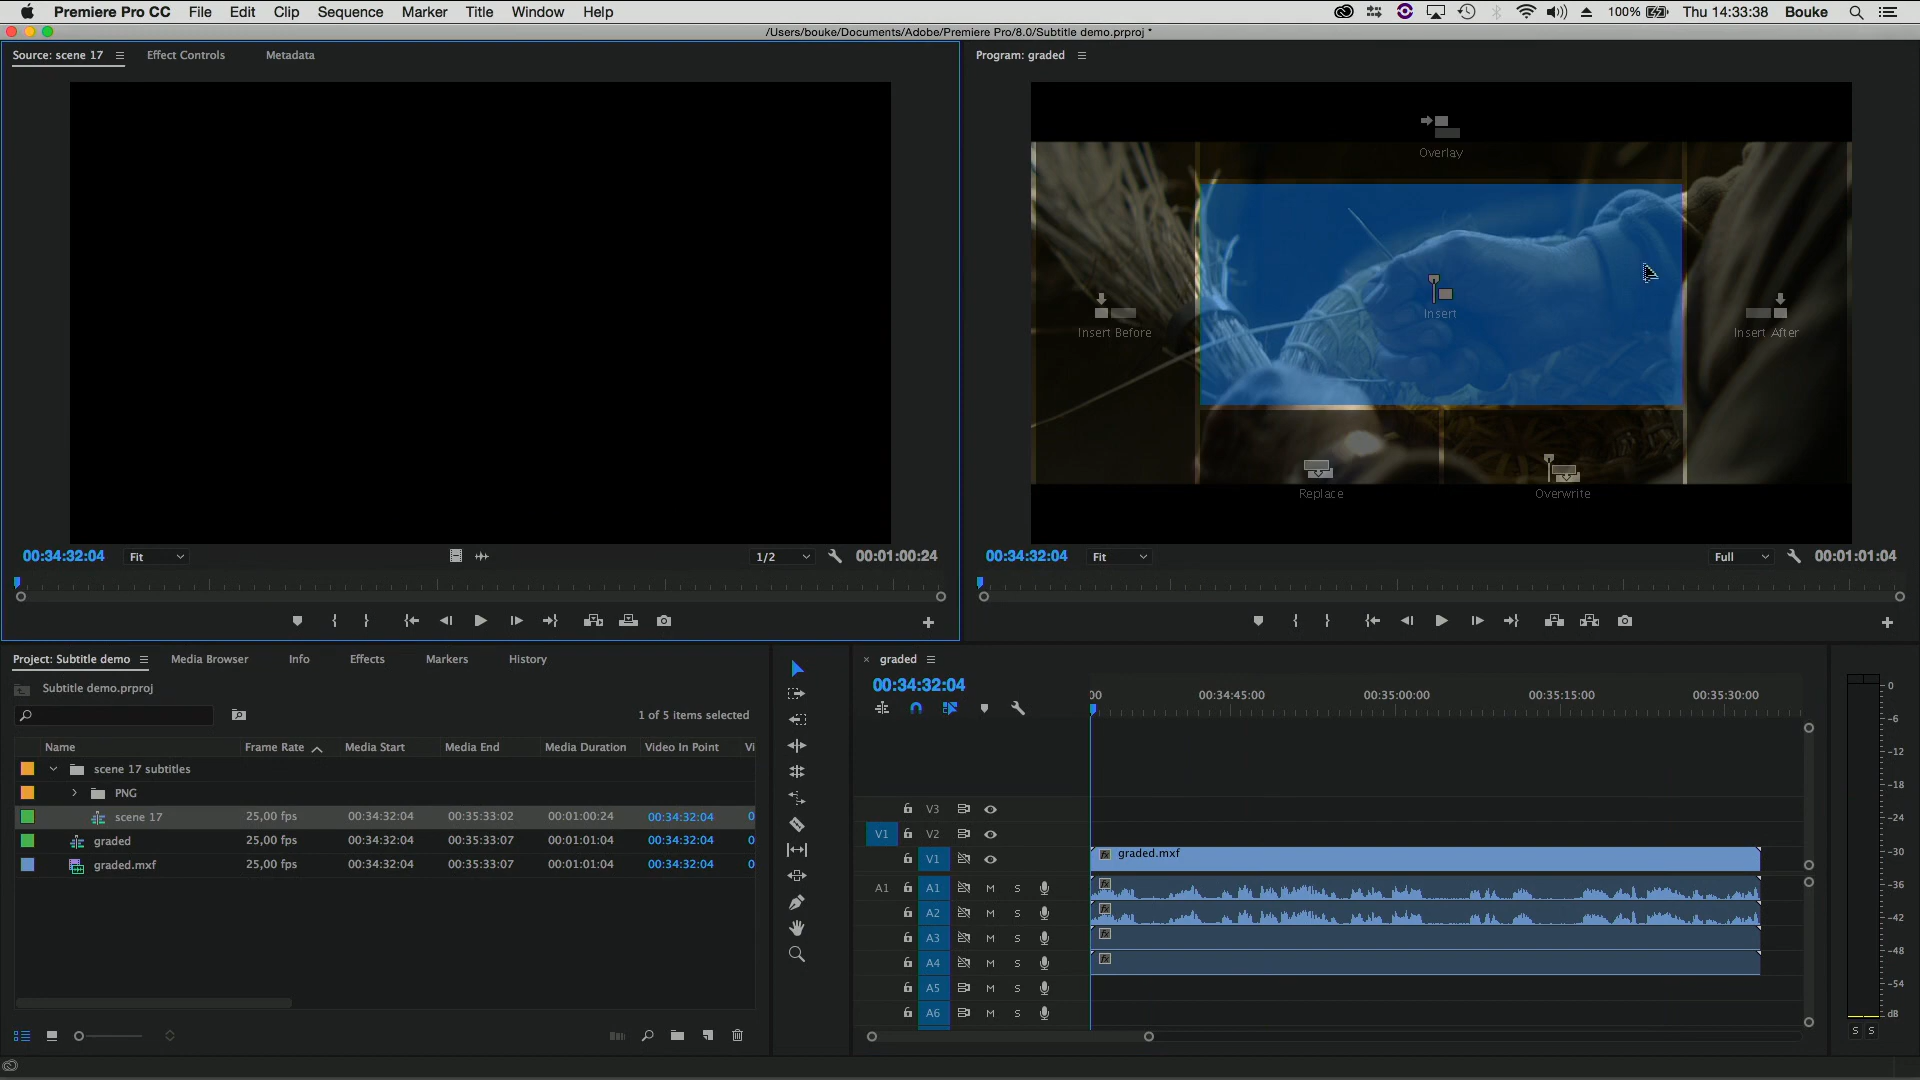 Premiere Pro CC File Edit Clip Sequence Marker Title Window Help 100% Thu 14:33:38 Bouke
/Users/bouke/Documents/Adobe/Premiere Pro/8.0/Subtitle demo.prproj *
Source: scene 17 Effect Controls Metadata
Program: graded
Overlay
Insert
Insert Before
Insert After
Replace Overwrite
00:34:32:04 Fit 1/2 00:01:00:24
00:34:32:04 Fit Full 00:01:01:04
Project: Subtitle demo Media Browser Info Effects Markers History
Subtitle demo.prproj
1 of 5 items selected
Name Frame Rate Media Start Media End Media Duration Video In Point Vi
scene 17 subtitles
PNG
scene 17 25,00 fps 00:34:32:04 00:35:33:02 00:01:00:24 00:34:32:04 0
graded 25,00 fps 00:34:32:04 00:35:33:07 00:01:01:04 00:34:32:04 0
graded.mxf 25,00 fps 00:34:32:04 00:35:33:07 00:01:01:04 00:34:32:04 0
× graded
00:34:32:04
00 00:34:45:00 00:35:00:00 00:35:15:00 00:35:30:00
V3
V1 V2
V1 fx graded.mxf
A1 A1 M S fx
A2 M S fx
A3 M S fx
A4 M S fx
A5 M S
A6 M S
0
-6
-12
-18
-24
-30
-36
-42
-48
-54
dB
S S